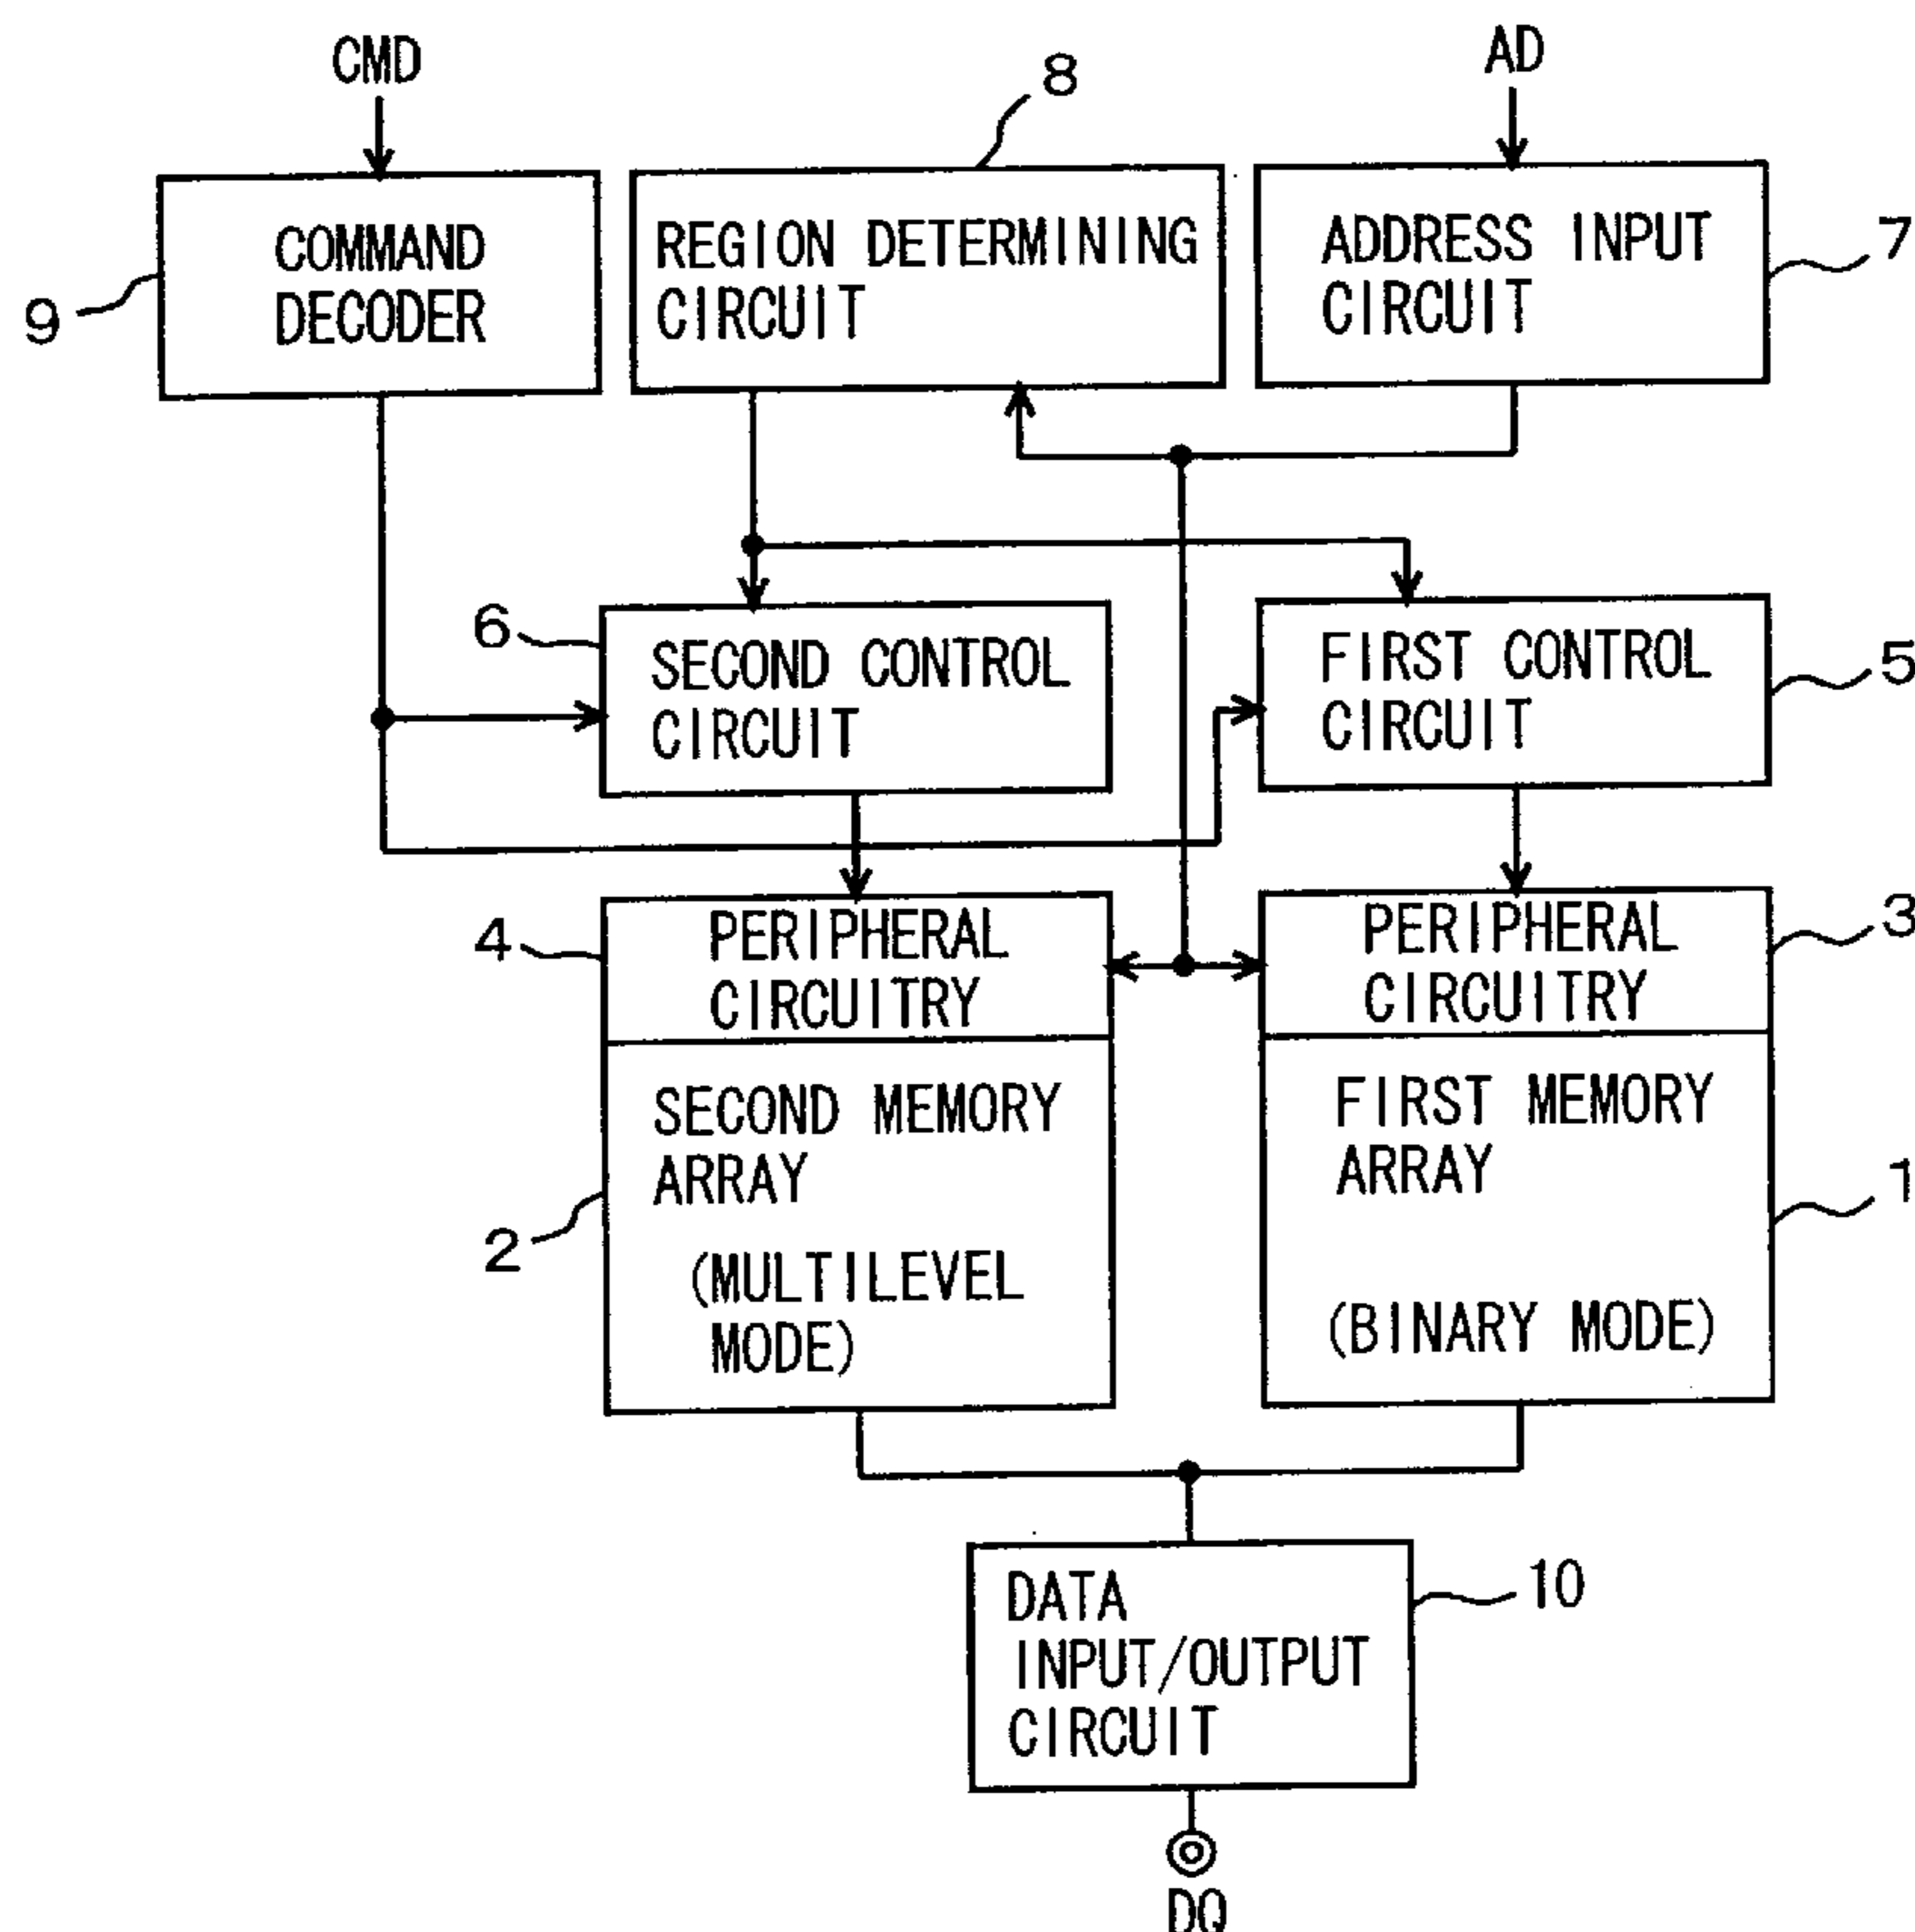 CMD
AD
8
COMMAND
DECODER
REGION DETERMINING
CIRCUIT
ADDRESS INPUT
CIRCUIT
7
9
6
SECOND CONTROL
CIRCUIT
FIRST CONTROL
CIRCUIT
5
4
PERIPHERAL
CIRCUITRY
PERIPHERAL
CIRCUITRY
3
SECOND MEMORY
ARRAY
(MULTILEVEL
MODE)
2
FIRST MEMORY
ARRAY
(BINARY MODE)
1
DATA
INPUT/OUTPUT
CIRCUIT
10
DQ